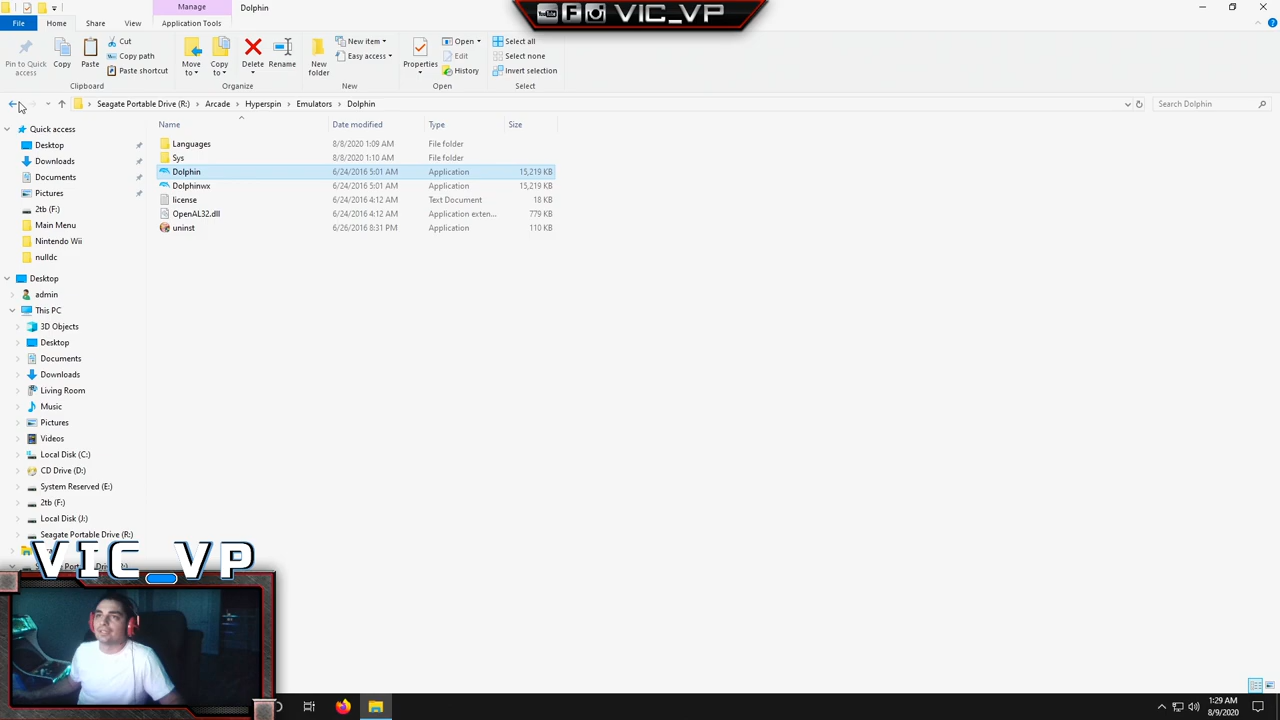 Manage
Dolphin
VIC_VP
File
Home
Share
View
Application Tools
Pin to Quick access
Copy
Paste
Cut
Copy path
Paste shortcut
Clipboard
Move to
Copy to
Delete
Rename
Organize
New folder
New item
Easy access
New
Properties
Open
Edit
History
Open
Select all
Select none
Invert selection
Select
Seagate Portable Drive (R:) > Arcade > Hyperspin > Emulators > Dolphin
Search Dolphin
Name Date modified Type Size
Languages 8/8/2020 1:09 AM File folder
Sys 8/8/2020 1:10 AM File folder
Dolphin 6/24/2016 5:01 AM Application 15,219 KB
Dolphinwx 6/24/2016 5:01 AM Application 15,219 KB
license 6/24/2016 4:12 AM Text Document 18 KB
OpenAL32.dll 6/24/2016 4:12 AM Application exten... 779 KB
uninst 6/26/2016 8:31 PM Application 110 KB
Quick access
Desktop
Downloads
Documents
Pictures
2tb (F:)
Main Menu
Nintendo Wii
nulldc
Desktop
admin
This PC
3D Objects
Desktop
Documents
Downloads
Living Room
Music
Pictures
Videos
Local Disk (C:)
CD Drive (D:)
System Reserved (E:)
2tb (F:)
Local Disk (J:)
Seagate Portable Drive (R:)
VIC_VP
1:29 AM
8/9/2020